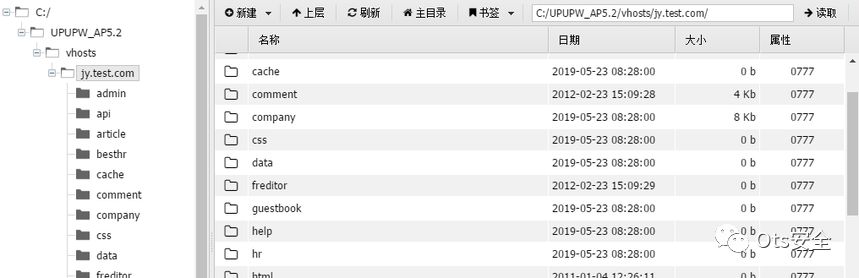 C:/
UPUPW_AP5.2
vhosts
jy.test.com
admin
api
article
besthr
cache
comment
company
css
data
freditor
新建 上层 刷新 主目录 书签 C:/UPUPW_AP5.2/vhosts/jy.test.com/ 读取
名称 日期 大小 属性
cache 2019-05-23 08:28:00 0 b 0777
comment 2012-02-23 15:09:28 4 Kb 0777
company 2019-05-23 08:28:00 8 Kb 0777
css 2019-05-23 08:28:00 0 b 0777
data 2019-05-23 08:28:00 0 b 0777
freditor 2012-02-23 15:09:29 0 b 0777
guestbook 2019-05-23 08:28:00 0 b 0777
help 2019-05-23 08:28:00 0 b 0777
hr 2019-05-23 08:28:00 0 b 0777
html 2011-01-04 12:26:11 0 b 0777
Ots安全